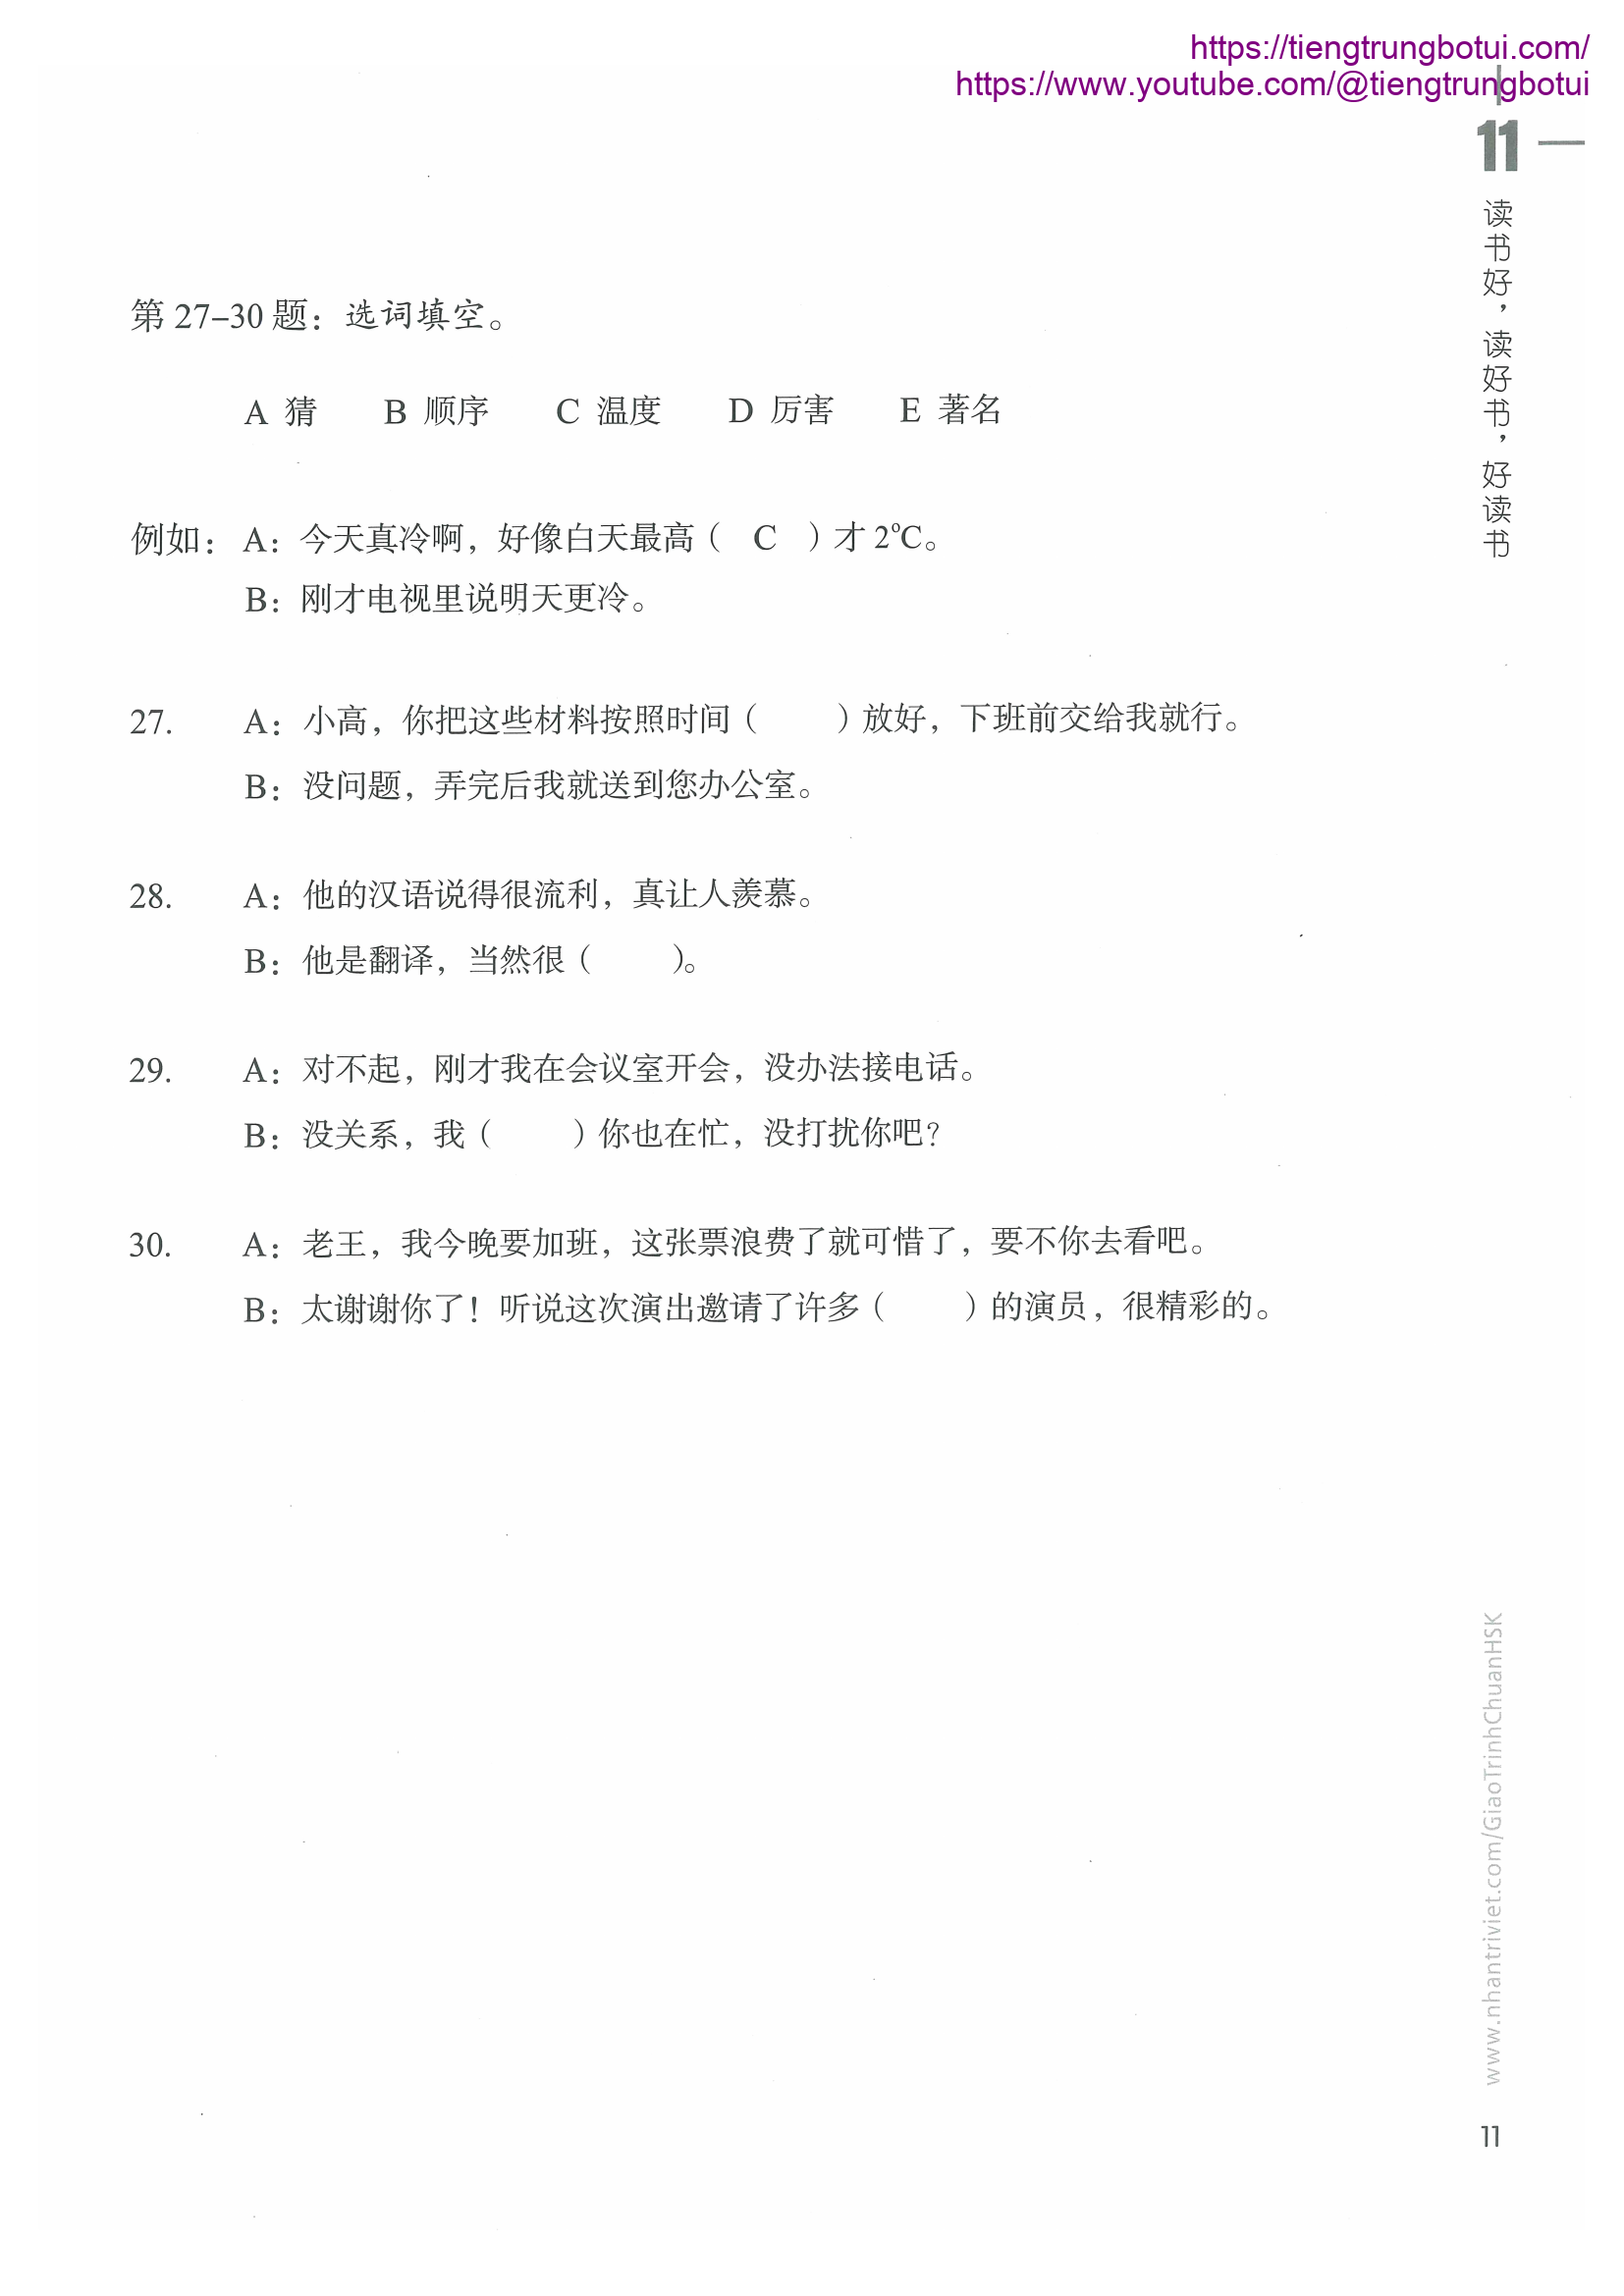 https://tiengtrungbotui.com/
https://www.youtube.com/@tiengtrungbotui
11
读书好，读好书，好读书
第 27–30 题：选词填空。
A 猜 B 顺序 C 温度 D 厉害 E 著名
例如： A：今天真冷啊，好像白天最高（ C ）才 2℃。
B：刚才电视里说明天更冷。
27. A：小高，你把这些材料按照时间（ ）放好，下班前交给我就行。
B：没问题，弄完后我就送到您办公室。
28. A：他的汉语说得很流利，真让人羡慕。
B：他是翻译，当然很（ ）。
29. A：对不起，刚才我在会议室开会，没办法接电话。
B：没关系，我（ ）你也在忙，没打扰你吧？
30. A：老王，我今晚要加班，这张票浪费了就可惜了，要不你去看吧。
B：太谢谢你了！听说这次演出邀请了许多（ ）的演员，很精彩的。
www.nhantriviet.com/GiaoTrinhChuanHSK
11